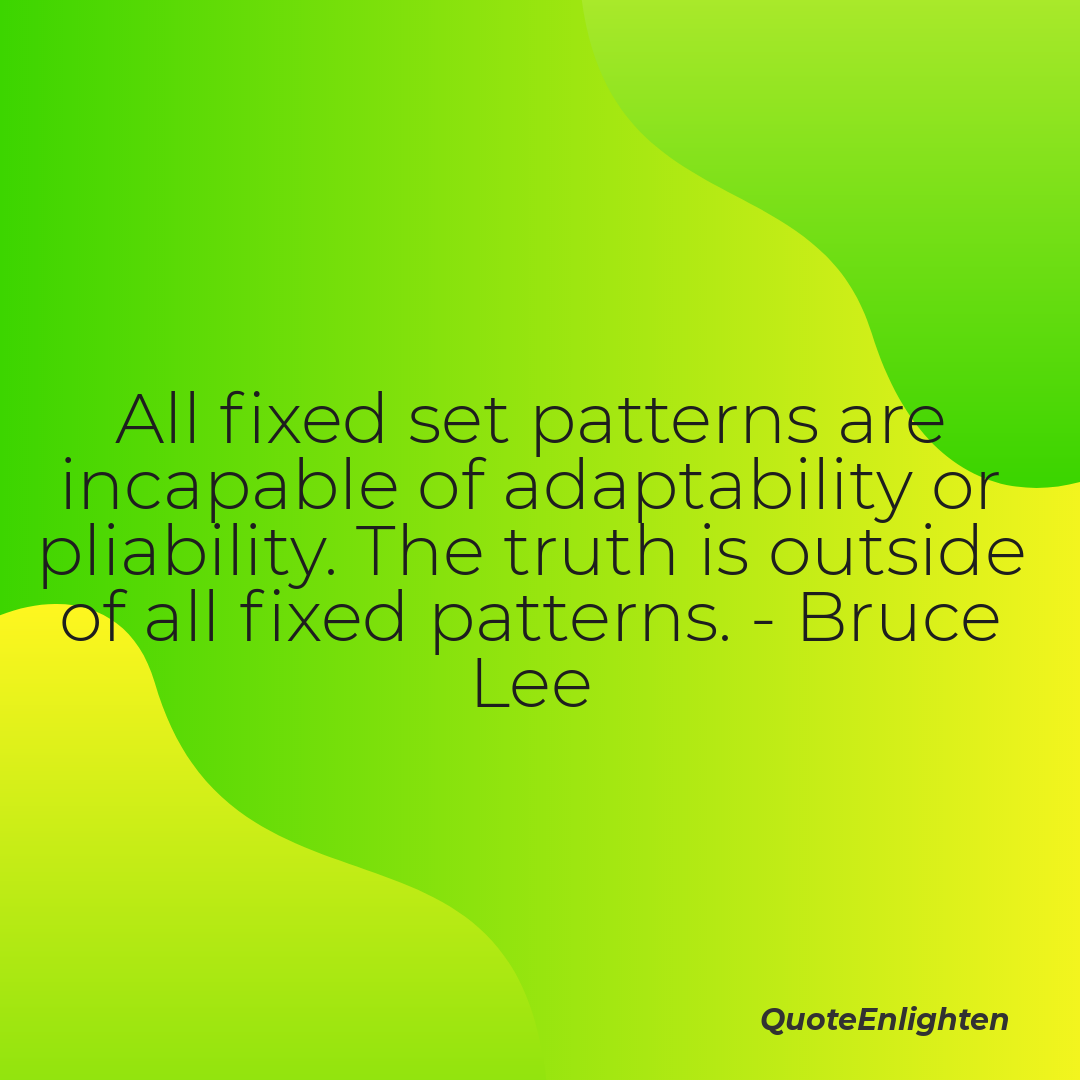 All fixed set patterns are
incapable of adaptability or
pliability. The truth is outside
of all fixed patterns. - Bruce
Lee
QuoteEnlighten